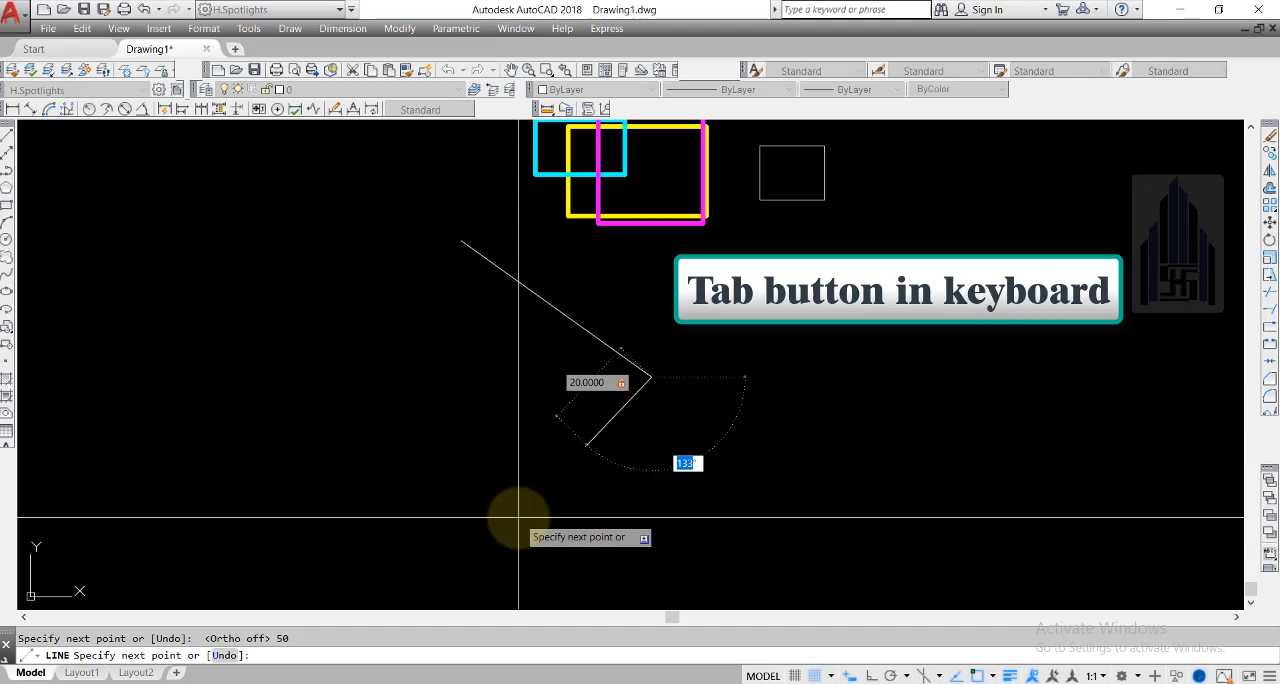 H.Spotlights
Autodesk AutoCAD 2018 Drawing1.dwg
Type a keyword or phrase
Sign In
File Edit View Insert Format Tools Draw Dimension Modify Parametric Window Help Express
Start
Drawing1*
Standard Standard Standard Standard
H.Spotlights
0
ByLayer ByLayer ByLayer ByColor
Standard
Tab button in keyboard
20.0000
133°
Specify next point or
Y
X
Specify next point or [Undo]: <Ortho off> 50
LINE Specify next point or [Undo]:
Activate Windows
Go to Settings to activate Windows.
Model Layout1 Layout2 +
MODEL
1:1